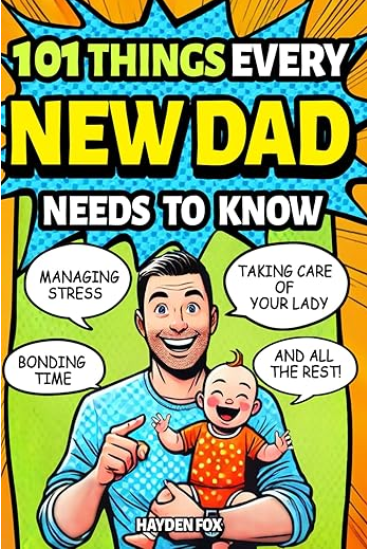 101 THINGS EVERY
NEW DAD
NEEDS TO KNOW
MANAGING
STRESS
TAKING CARE
OF
YOUR LADY
BONDING
TIME
AND ALL
THE REST!
HAYDEN FOX